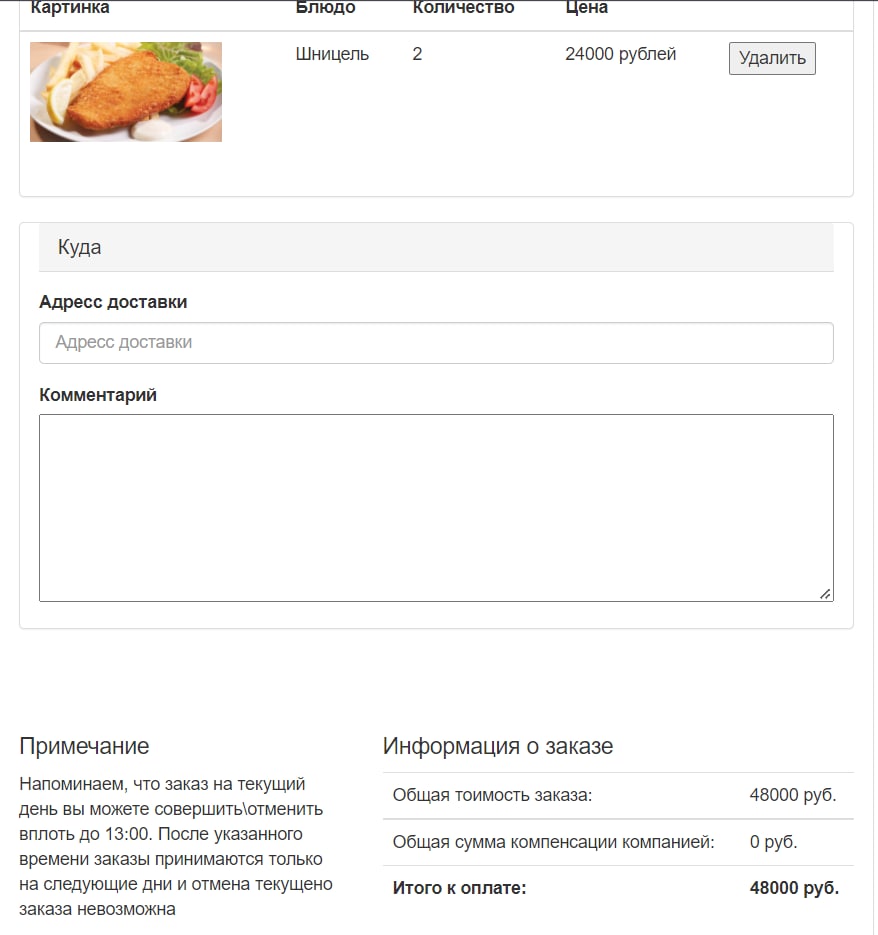 Картинка Блюдо Количество Цена
Шницель 2 24000 рублей Удалить
Куда
Адресс доставки
Адресс доставки
Комментарий
Примечание
Напоминаем, что заказ на текущий
день вы можете совершить\отменить
вплоть до 13:00. После указанного
времени заказы принимаются только
на следующие дни и отмена текущено
заказа невозможна
Информация о заказе
Общая тоимость заказа: 48000 руб.
Общая сумма компенсации компанией: 0 руб.
Итого к оплате: 48000 руб.